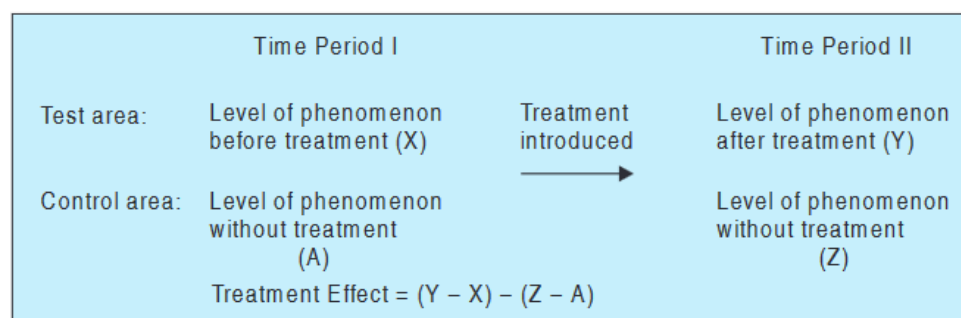 Time Period I Time Period II
Test area: Level of phenomenon Treatment Level of phenomenon
before treatment (X) introduced after treatment (Y)
Control area: Level of phenomenon Level of phenomenon
without treatment without treatment
(A) (Z)
Treatment Effect = (Y – X) – (Z – A)